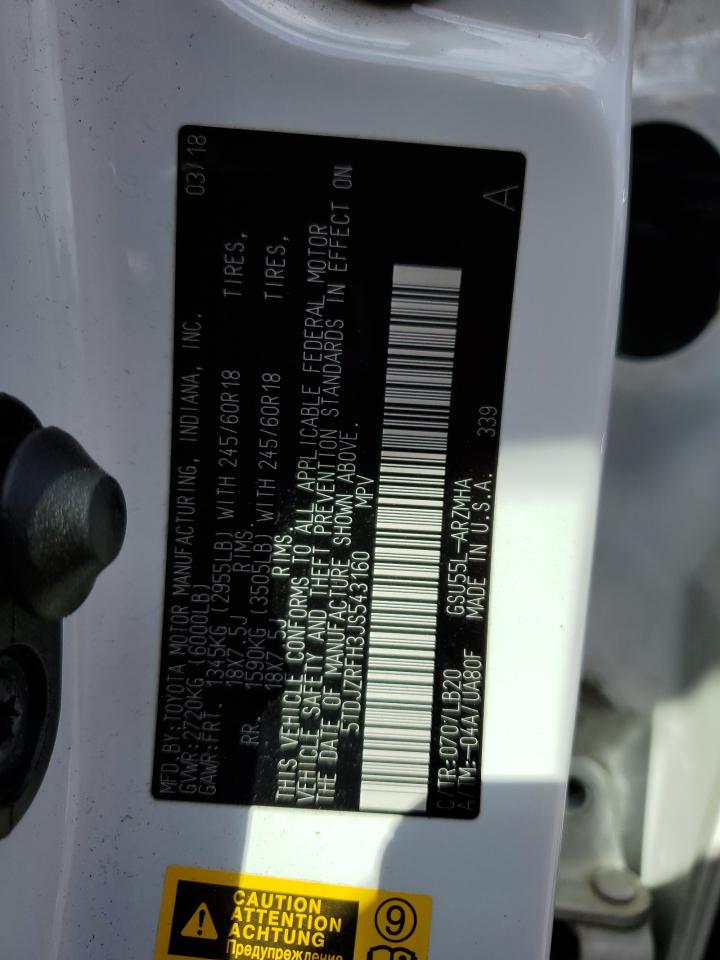 MFD.BY:TOYOTA MOTOR MANUFACTURING, INDIANA, INC. 03/18
GVWR:2720KG (6000LB)
GAWR:FRT. 1345KG (2955LB) WITH 245/60R18 TIRES,
18X7.5J RIMS.
RR. 1590KG (3505LB) WITH 245/60R18 TIRES,
18X7.5J RIMS.
THIS VEHICLE CONFORMS TO ALL APPLICABLE FEDERAL MOTOR
VEHICLE SAFETY AND THEFT PREVENTION STANDARDS IN EFFECT ON
THE DATE OF MANUFACTURE SHOWN ABOVE.
5TDJZRFH3JS543160 MPV
C/TR:070/LB20 GSU55L-ARZMHA
A/TM:-04A/UA80F MADE IN U.S.A. 339
A
CAUTION
ATTENTION
ACHTUNG
Предупреждение
9